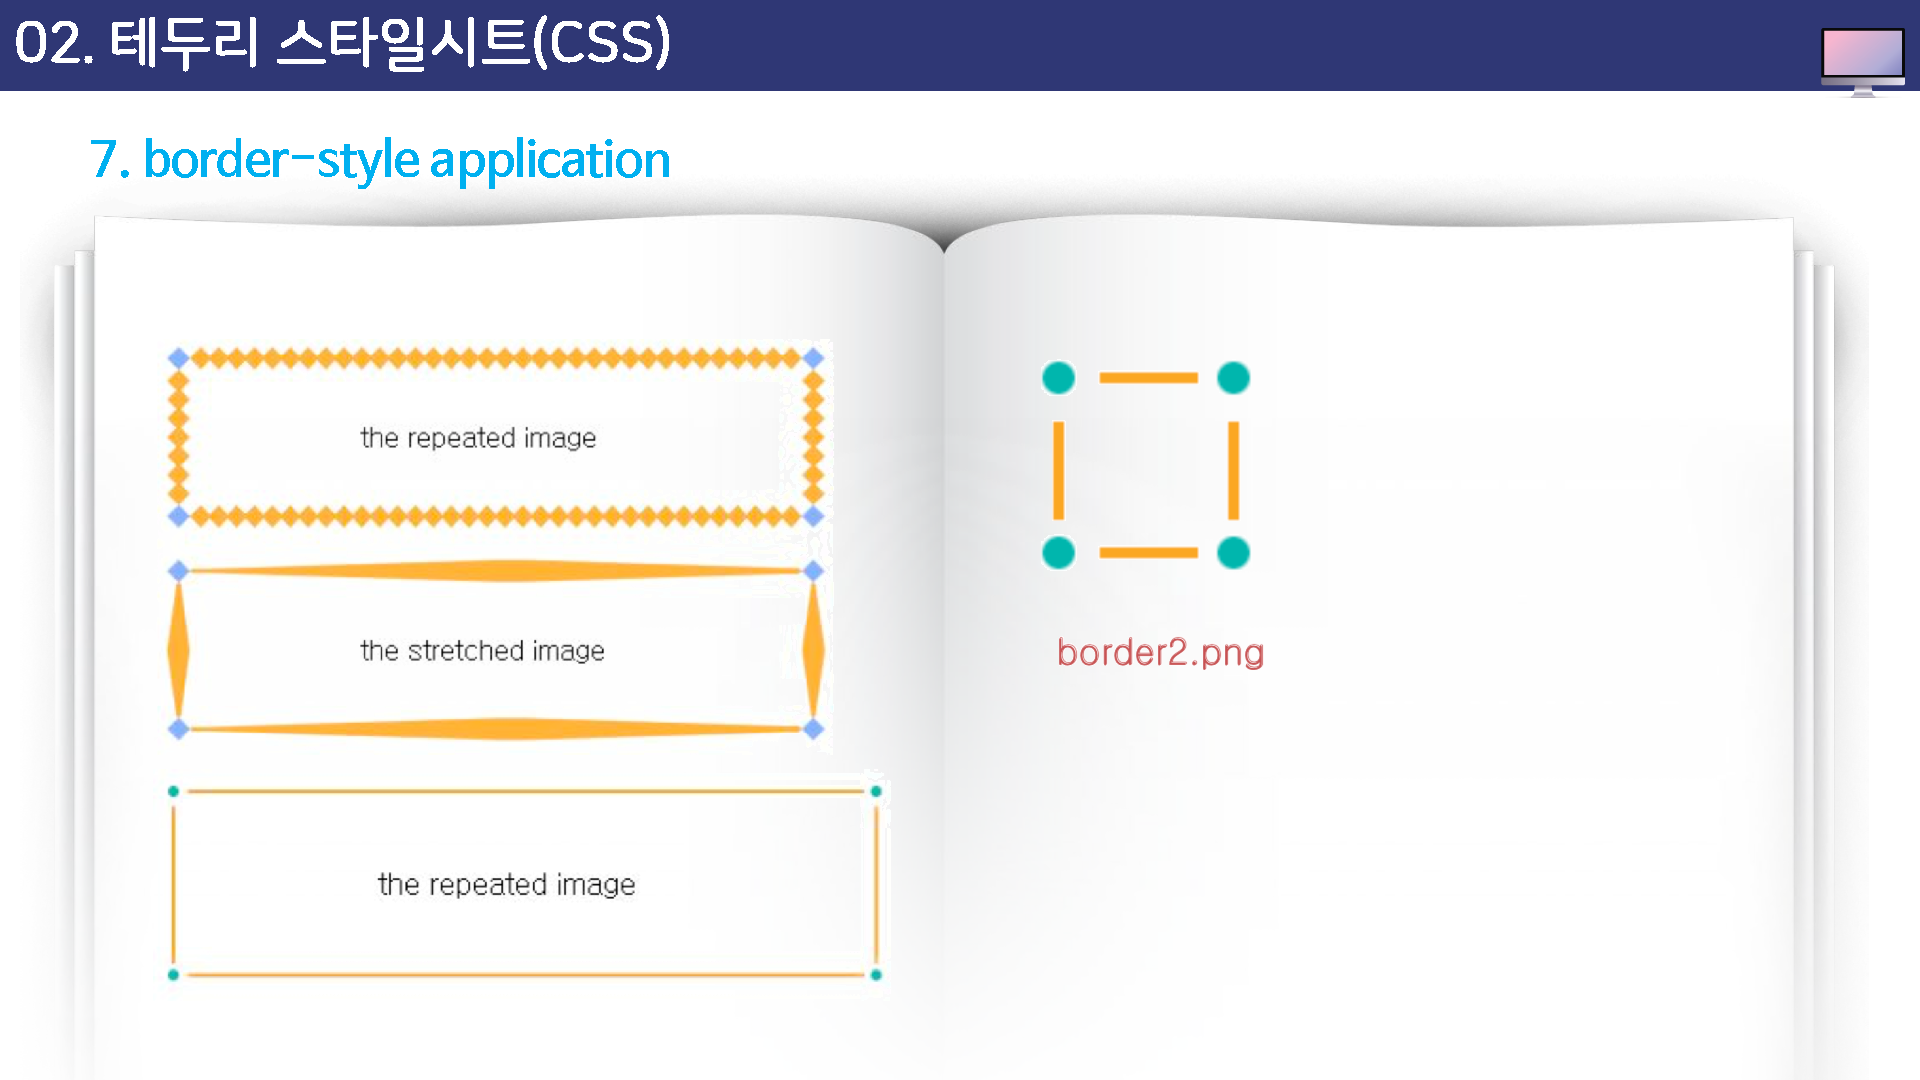 02. 테두리 스타일시트(CSS)
7. border-style application
the repeated image
the stretched image
the repeated image
border2.png